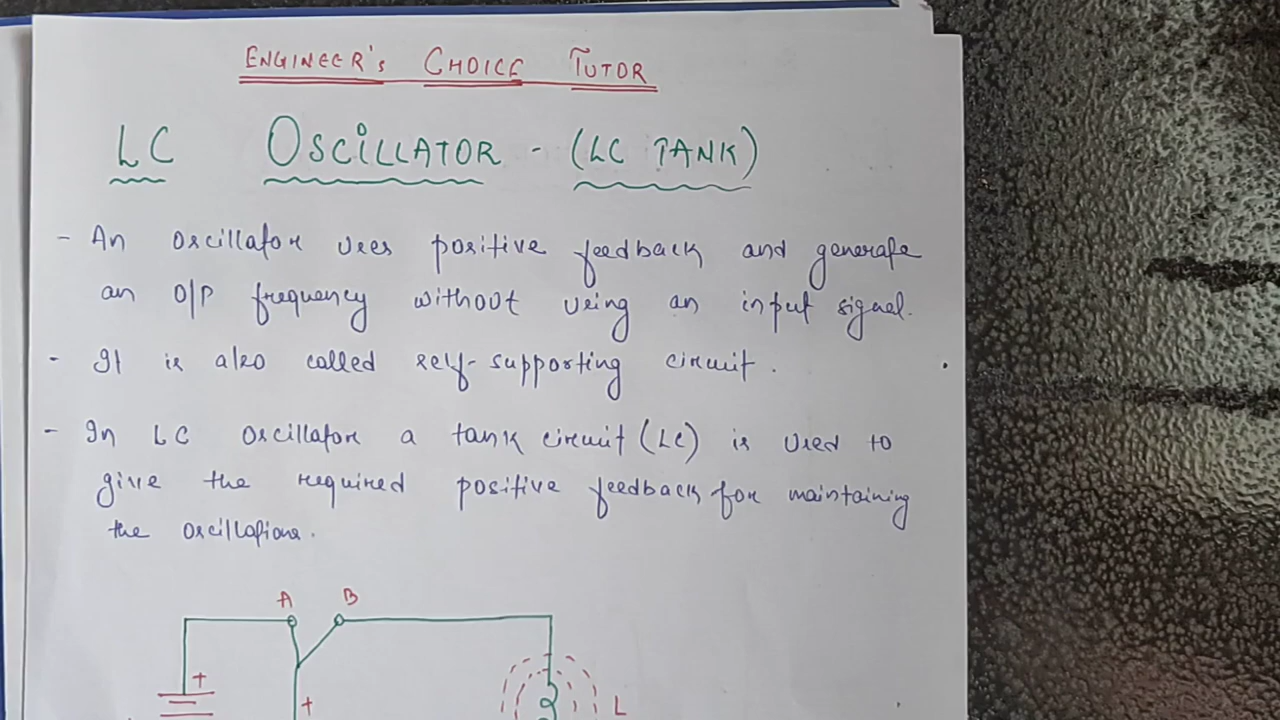 ENGINEER'S CHOICE TUTOR
LC OSCILLATOR - (LC TANK)
- An Oscillator uses positive feedback and generate
an O/P frequency without using an input signal.
- It is also called self-supporting circuit.
- In LC Oscillator a tank circuit (LC) is used to
give the required positive feedback for maintaining
the oscillations.
A B
+
+ L